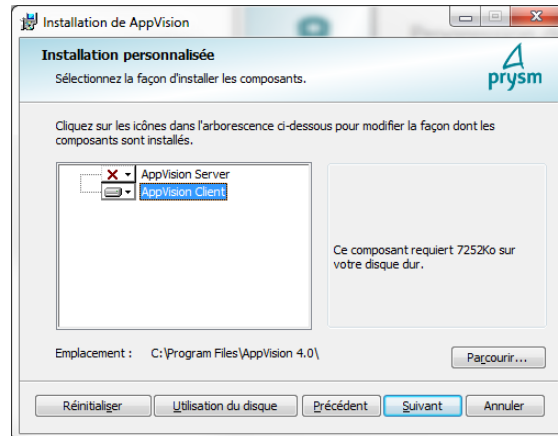 Installation de AppVision
Installation personnalisée
Sélectionnez la façon d'installer les composants.
prysm
Cliquez sur les icônes dans l'arborescence ci-dessous pour modifier la façon dont les
composants sont installés.
AppVision Server
AppVision Client
Ce composant requiert 7252Ko sur
votre disque dur.
Emplacement : C:\Program Files\AppVision 4.0\
Parcourir...
Réinitialiser Utilisation du disque Précédent Suivant Annuler